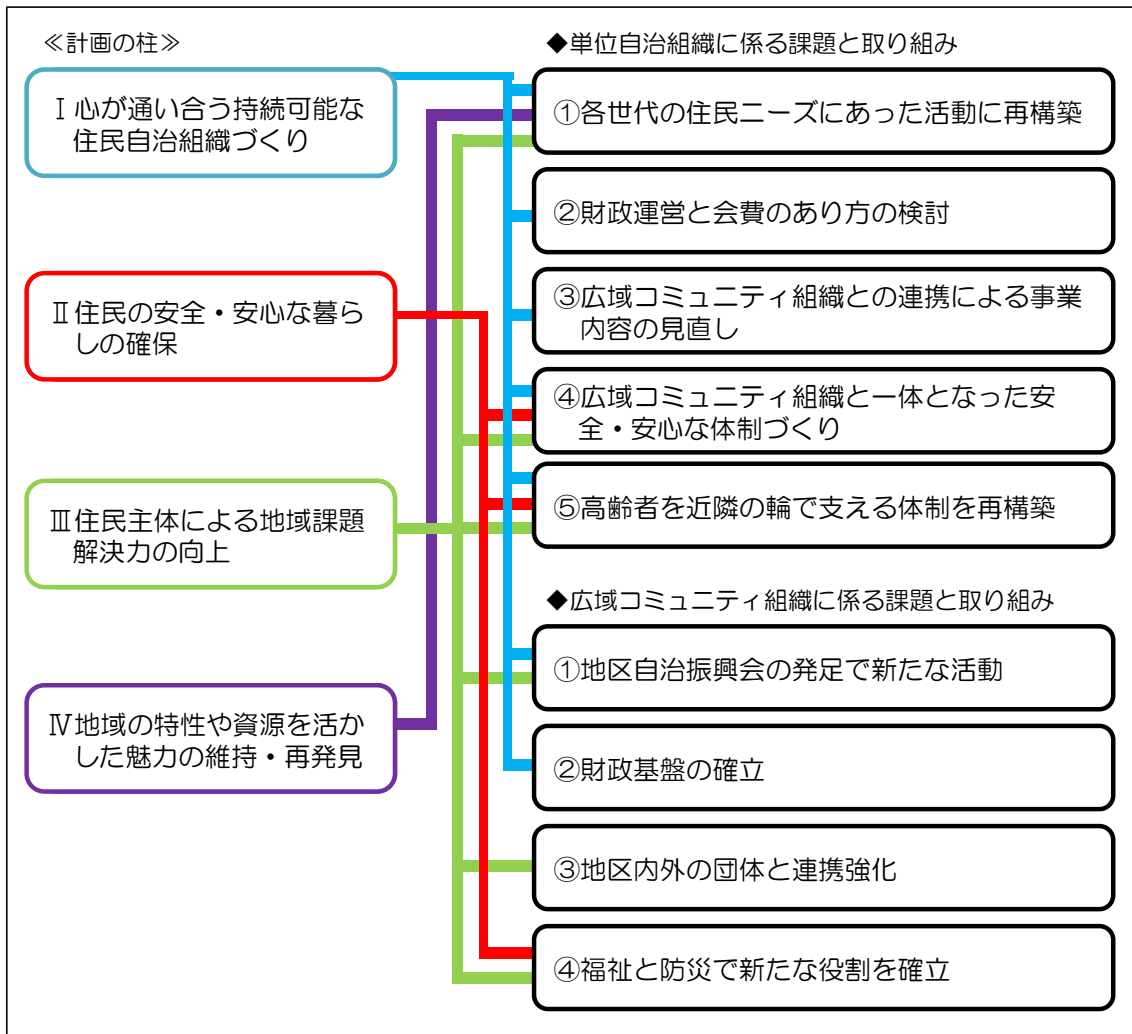 ≪計画の柱≫
Ⅰ心が通い合う持続可能な
住民自治組織づくり
Ⅱ住民の安全・安心な暮ら
しの確保
Ⅲ住民主体による地域課題
解決力の向上
Ⅳ地域の特性や資源を活か
した魅力の維持・再発見
◆単位自治組織に係る課題と取り組み
①各世代の住民ニーズにあった活動に再構築
②財政運営と会費のあり方の検討
③広域コミュニティ組織との連携による事業
内容の見直し
④広域コミュニティ組織と一体となった安
全・安心な体制づくり
⑤高齢者を近隣の輪で支える体制を再構築
◆広域コミュニティ組織に係る課題と取り組み
①地区自治振興会の発足で新たな活動
②財政基盤の確立
③地区内外の団体と連携強化
④福祉と防災で新たな役割を確立